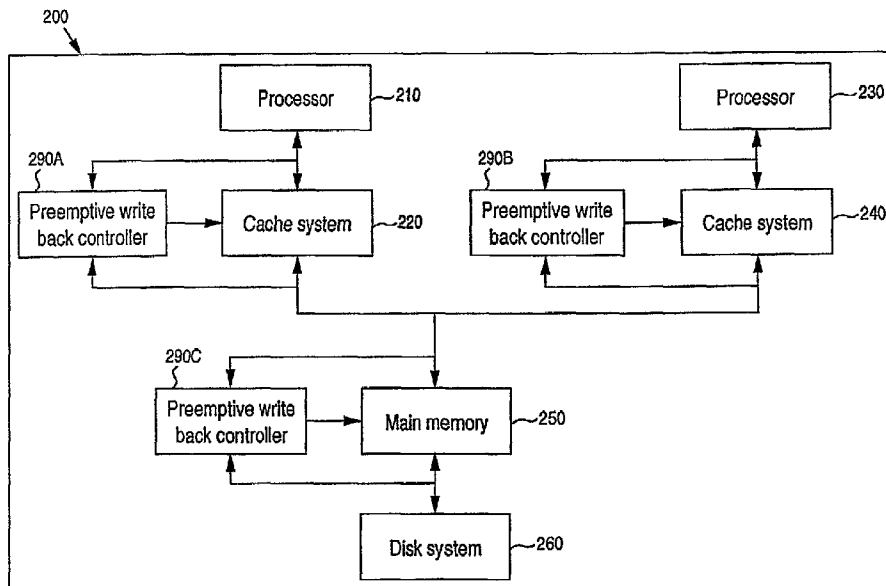 200
Processor
210
Processor
230
290A
Preemptive write
back controller
Cache system
220
290B
Preemptive write
back controller
Cache system
240
290C
Preemptive write
back controller
Main memory
250
Disk system
260